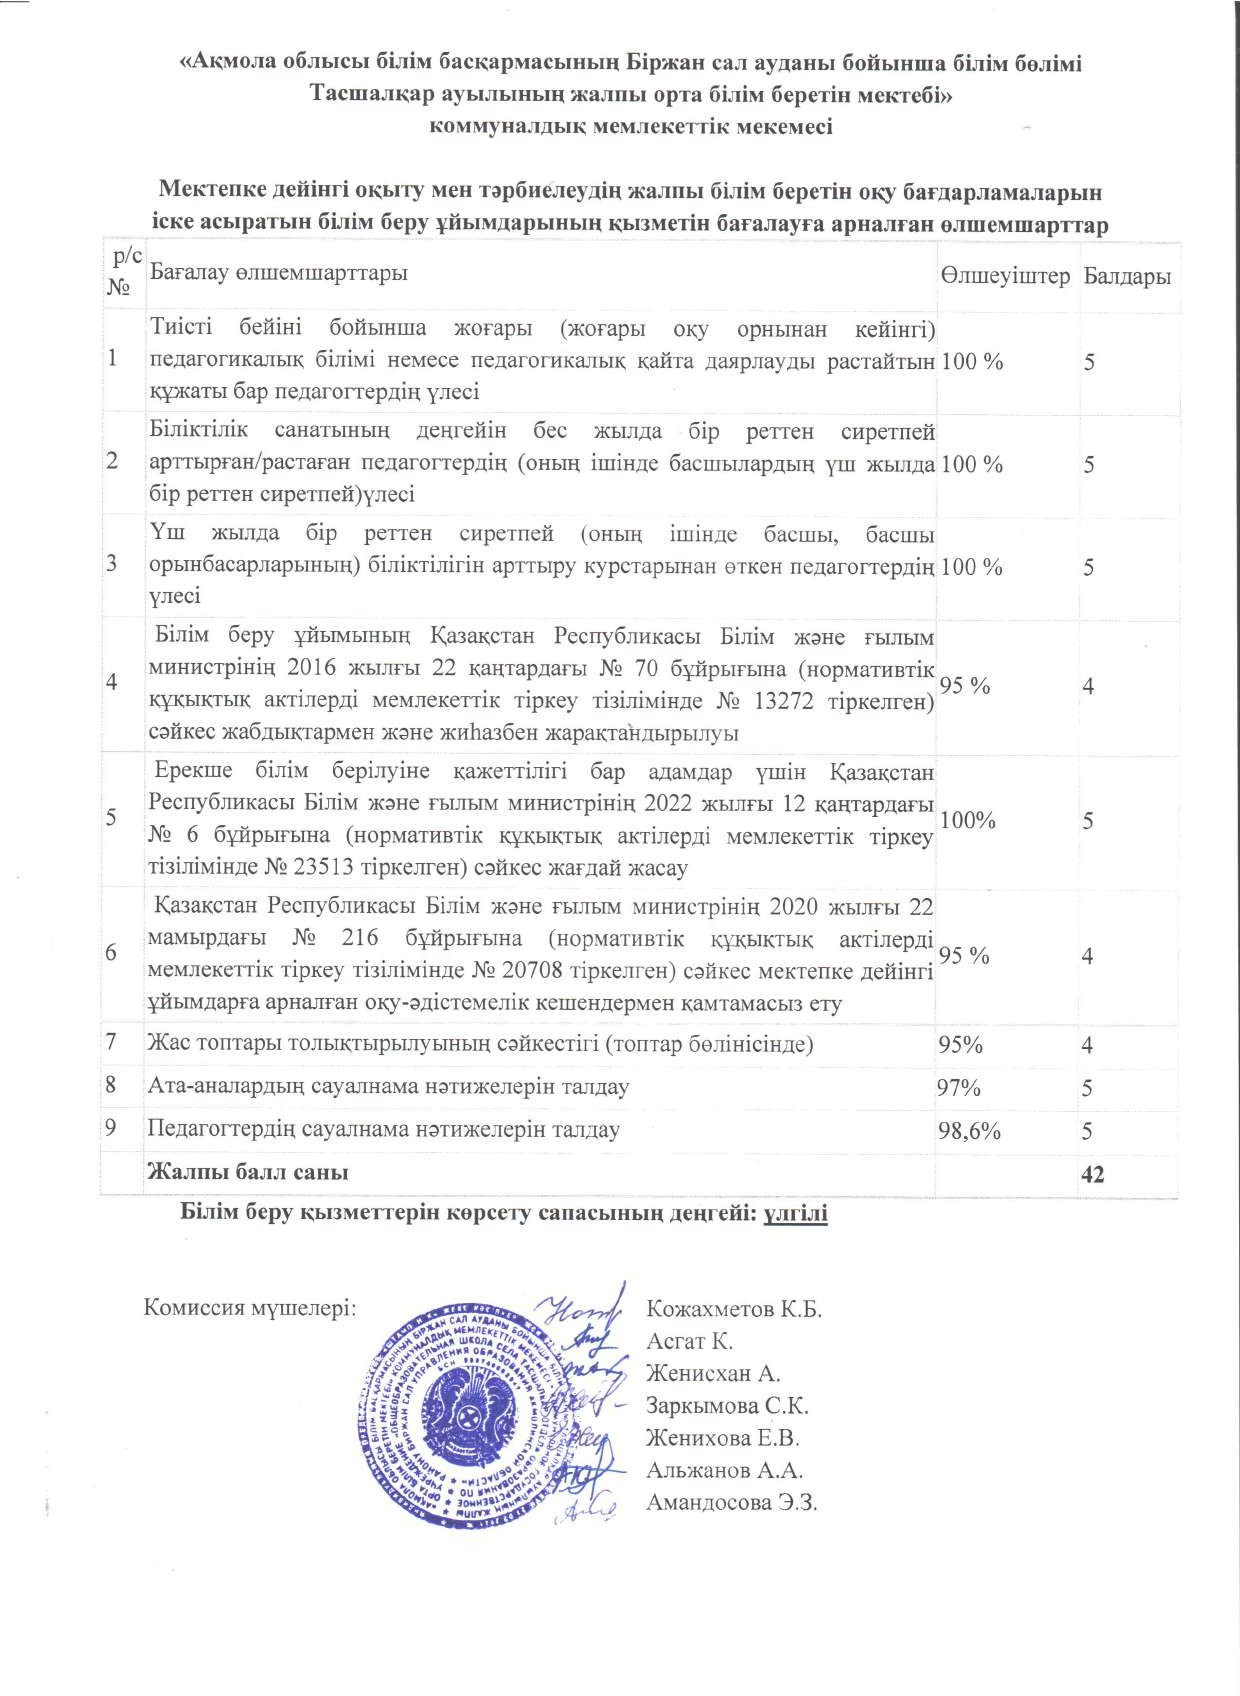 «Ақмола облысы білім басқармасының Біржан сал ауданы бойынша білім бөлімі
Тасшалқар ауылының жалпы орта білім беретін мектебі»
коммуналдық мемлекеттік мекемесі
Мектепке дейінгі оқыту мен тәрбиелеудің жалпы білім беретін оқу бағдарламаларын
іске асыратын білім беру ұйымдарының қызметін бағалауға арналған өлшемшарттар
р/с № Бағалау өлшемшарттары Өлшеуіштер Балдары
Тиісті бейіні бойынша жоғары (жоғары оқу орнынан кейінгі)
1 педагогикалық білімі немесе педагогикалық қайта даярлауды растайтын 100 % 5
құжаты бар педагогтердің үлесі
Біліктілік санатының деңгейін бес жылда бір реттен сиретпей
2 арттырған/растаған педагогтердің (оның ішінде басшылардың үш жылда 100 % 5
бір реттен сиретпей)үлесі
Үш жылда бір реттен сиретпей (оның ішінде басшы, басшы
3 орынбасарларының) біліктілігін арттыру курстарынан өткен педагогтердің 100 % 5
үлесі
Білім беру ұйымының Қазақстан Республикасы Білім және ғылым
министрінің 2016 жылғы 22 қаңтардағы № 70 бұйрығына (нормативтік
4 құқықтық актілерді мемлекеттік тіркеу тізілімінде № 13272 тіркелген) 95 % 4
сәйкес жабдықтармен және жиһазбен жарақтандырылуы
Ерекше білім берілуіне қажеттілігі бар адамдар үшін Қазақстан
Республикасы Білім және ғылым министрінің 2022 жылғы 12 қаңтардағы
5 № 6 бұйрығына (нормативтік құқықтық актілерді мемлекеттік тіркеу 100% 5
тізілімінде № 23513 тіркелген) сәйкес жағдай жасау
Қазақстан Республикасы Білім және ғылым министрінің 2020 жылғы 22
мамырдағы № 216 бұйрығына (нормативтік құқықтық актілерді
6 мемлекеттік тіркеу тізілімінде № 20708 тіркелген) сәйкес мектепке дейінгі 95 % 4
ұйымдарға арналған оқу-әдістемелік кешендермен қамтамасыз ету
7 Жас топтары толықтырылуының сәйкестігі (топтар бөлінісінде) 95% 4
8 Ата-аналардың сауалнама нәтижелерін талдау 97% 5
9 Педагогтердің сауалнама нәтижелерін талдау 98,6% 5
Жалпы балл саны 42
Білім беру қызметтерін көрсету сапасының деңгейі: үлгілі
Комиссия мүшелері: Кожахметов К.Б.
Асгат К.
Женисхан А.
Заркымова С.К.
Женихова Е.В.
Альжанов А.А.
Амандосова Э.З.